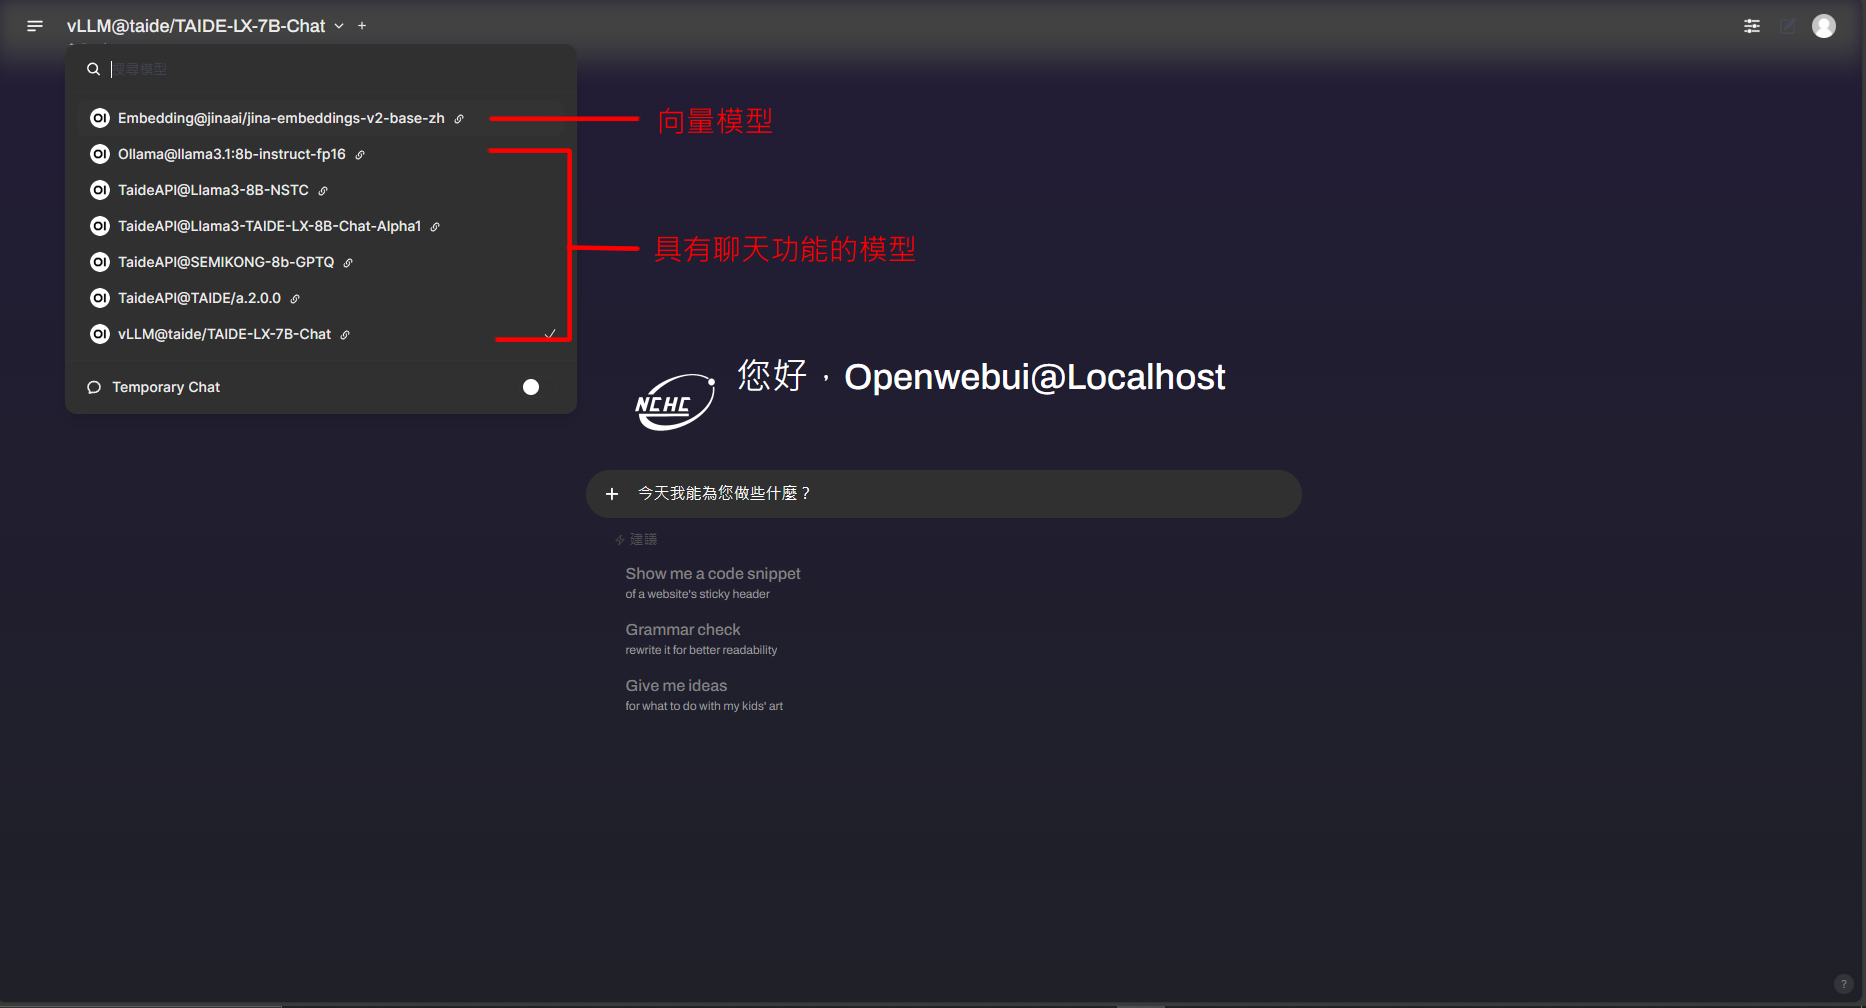 vLLM@taide/TAIDE-LX-7B-Chat
搜尋模型
Embedding@jinaai/jina-embeddings-v2-base-zh
向量模型
Ollama@llama3.1:8b-instruct-fp16
TaideAPI@Llama3-8B-NSTC
TaideAPI@Llama3-TAIDE-LX-8B-Chat-Alpha1
具有聊天功能的模型
TaideAPI@SEMIKONG-8b-GPTQ
TaideAPI@TAIDE/a.2.0.0
vLLM@taide/TAIDE-LX-7B-Chat
Temporary Chat
NCHC
您好，Openwebui@Localhost
今天我能為您做些什麼？
建議
Show me a code snippet
of a website's sticky header
Grammar check
rewrite it for better readability
Give me ideas
for what to do with my kids' art
?